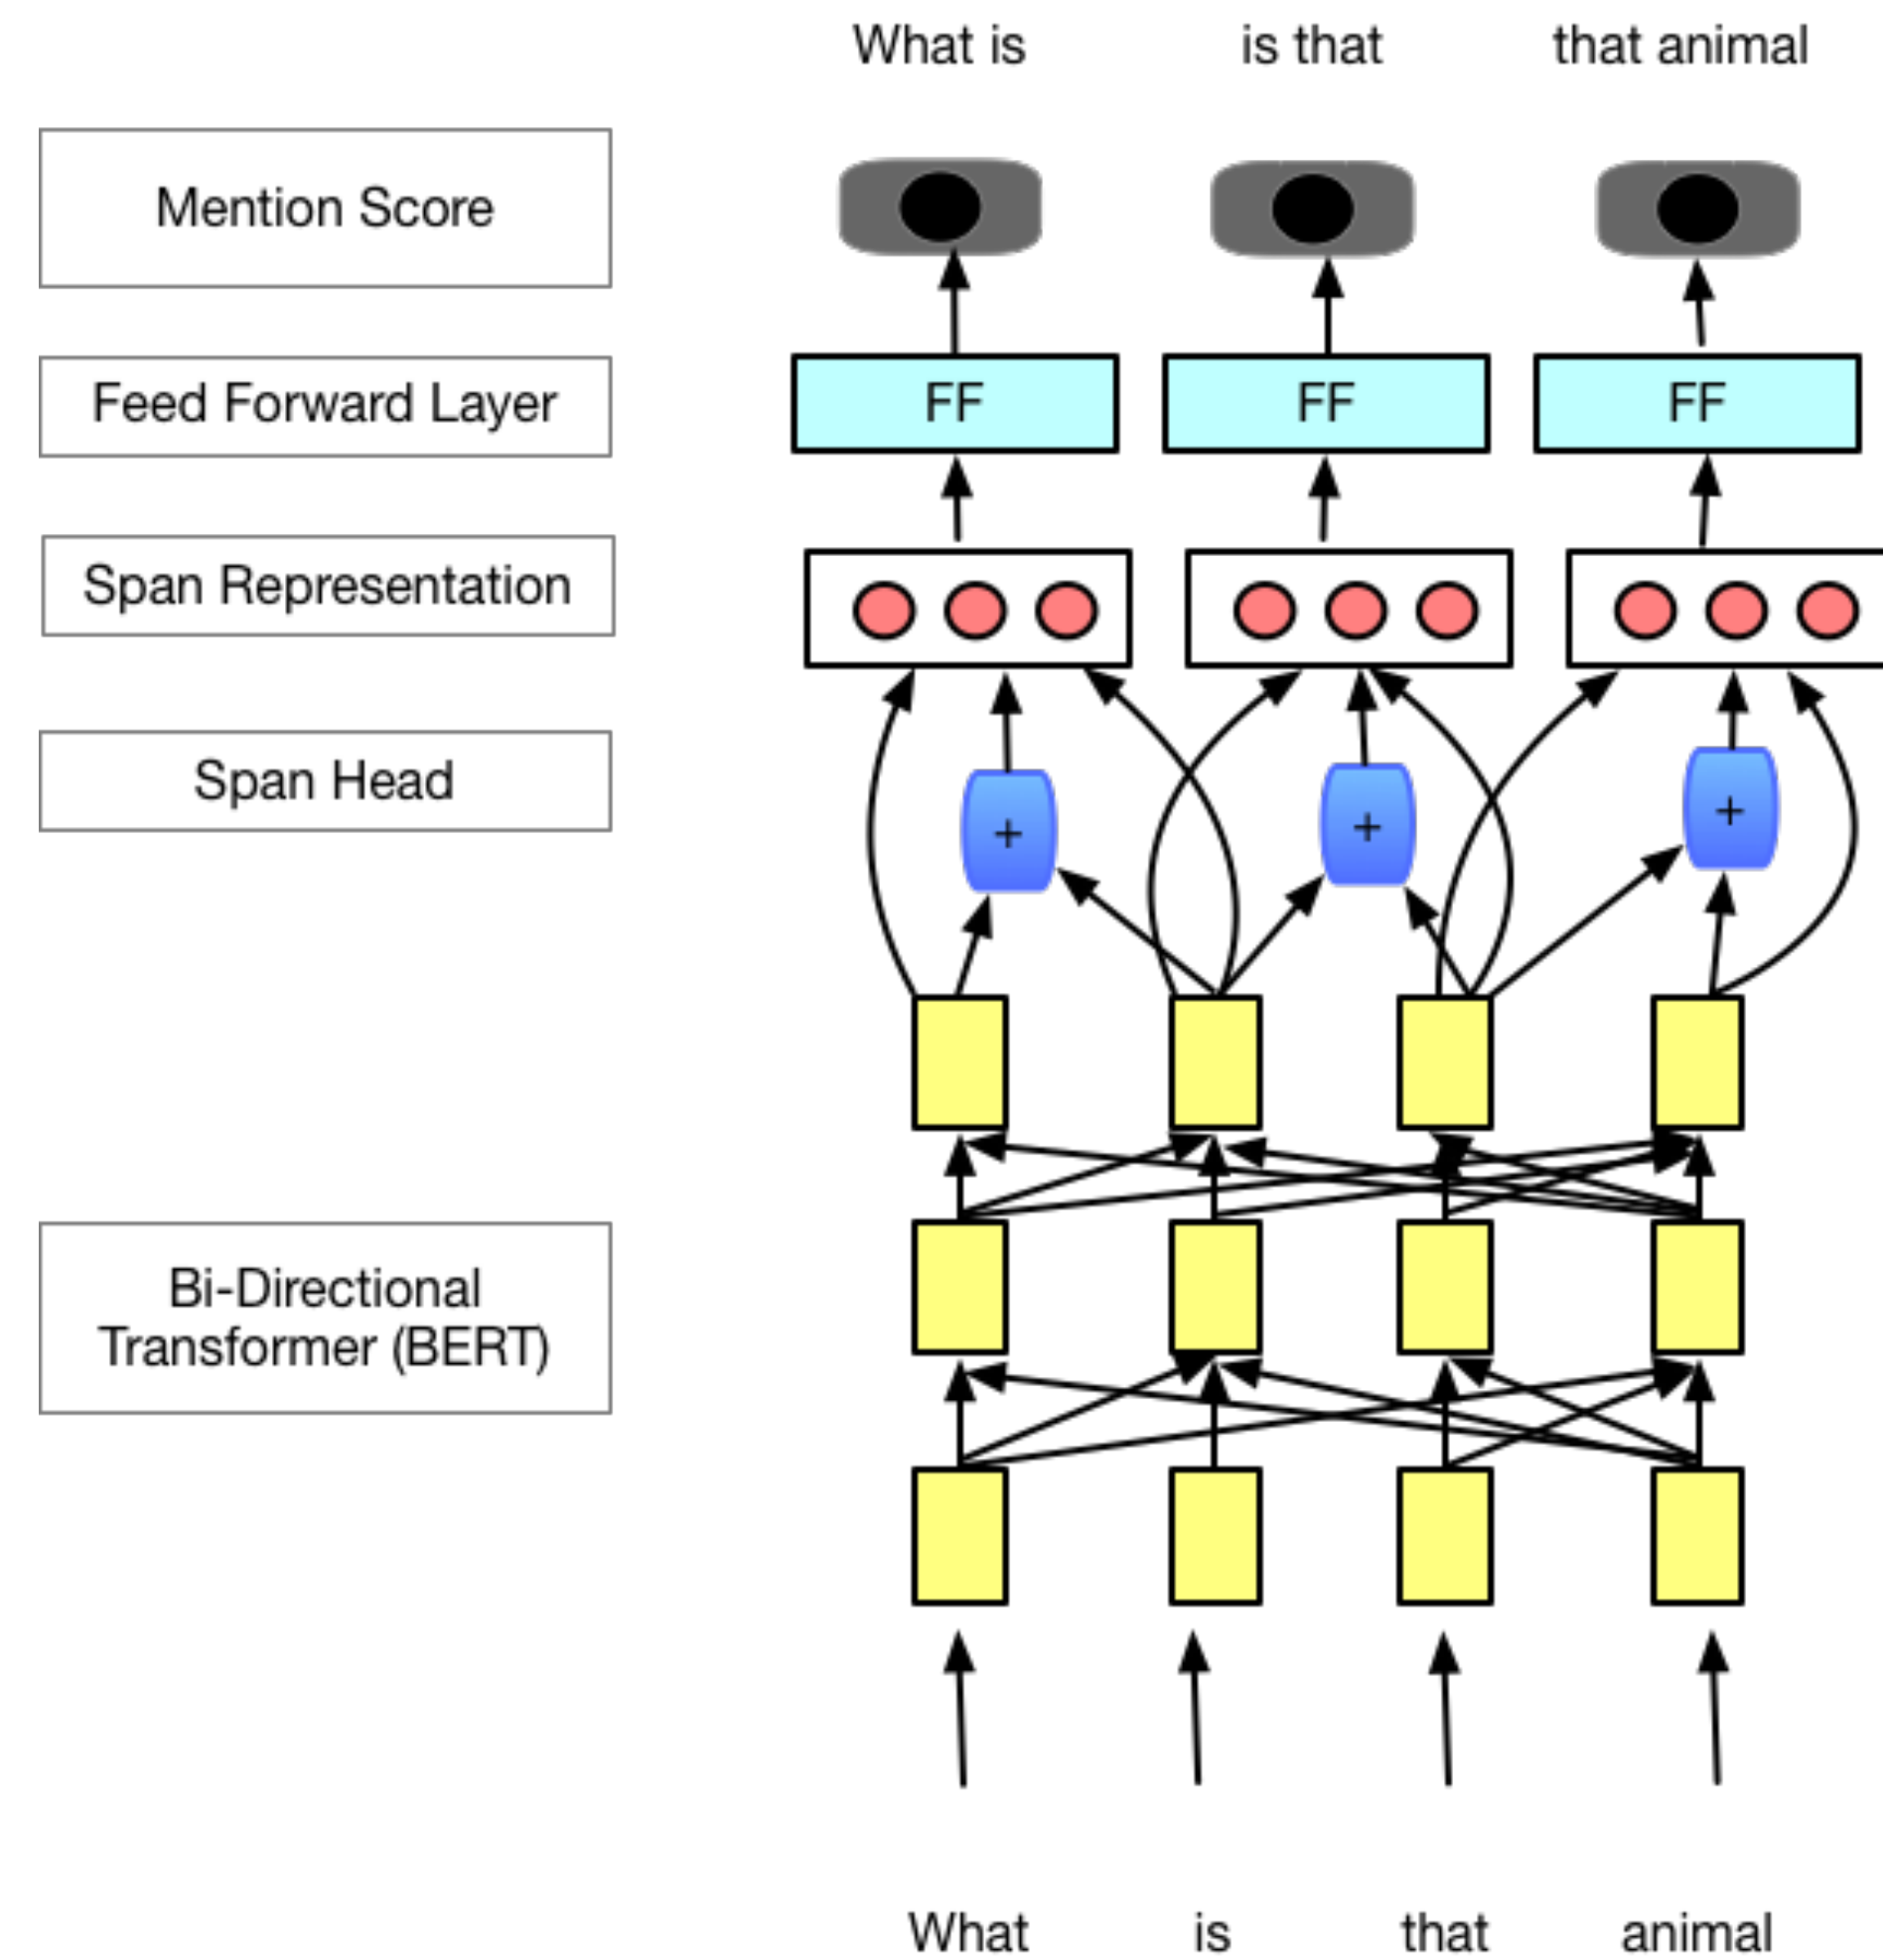 What is is that that animal
Mention Score
Feed Forward Layer
FF FF FF
Span Representation
Span Head
+ + +
Bi-Directional
Transformer (BERT)
What is that animal